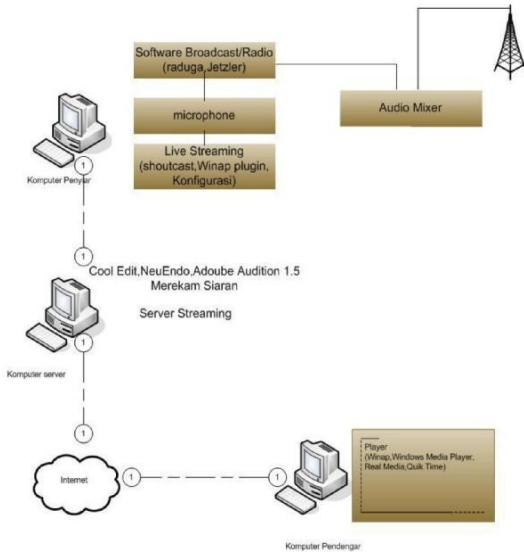 Software Broadcast/Radio
(raduga,Jetzler)
microphone
Live Streaming
(shoutcast,Winap plugin,
Konfigurasi)
Audio Mixer
1
Komputer Penyiar
1
Cool Edit,NeuEndo,Adoube Audition 1.5
Merekam Siaran
Server Streaming
1
Komputer server
1
Internet
1
1
Player
(Winap,Windows Media Player,
Real Media,Quik Time)
Komputer Pendengar